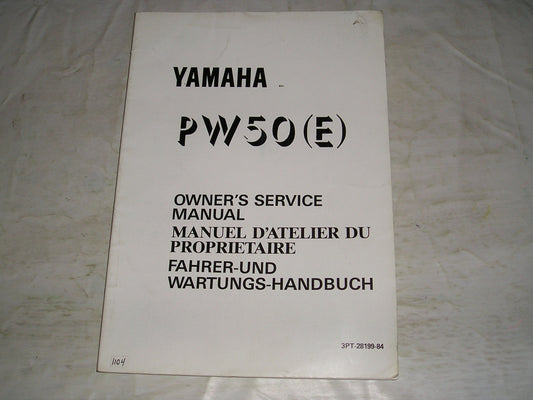 YAMAHA
PW50(E)
OWNER'S SERVICE
MANUAL
MANUEL D'ATELIER DU
PROPRIETAIRE
FAHRER-UND
WARTUNGS-HANDBUCH
3PT-28199-84
1104